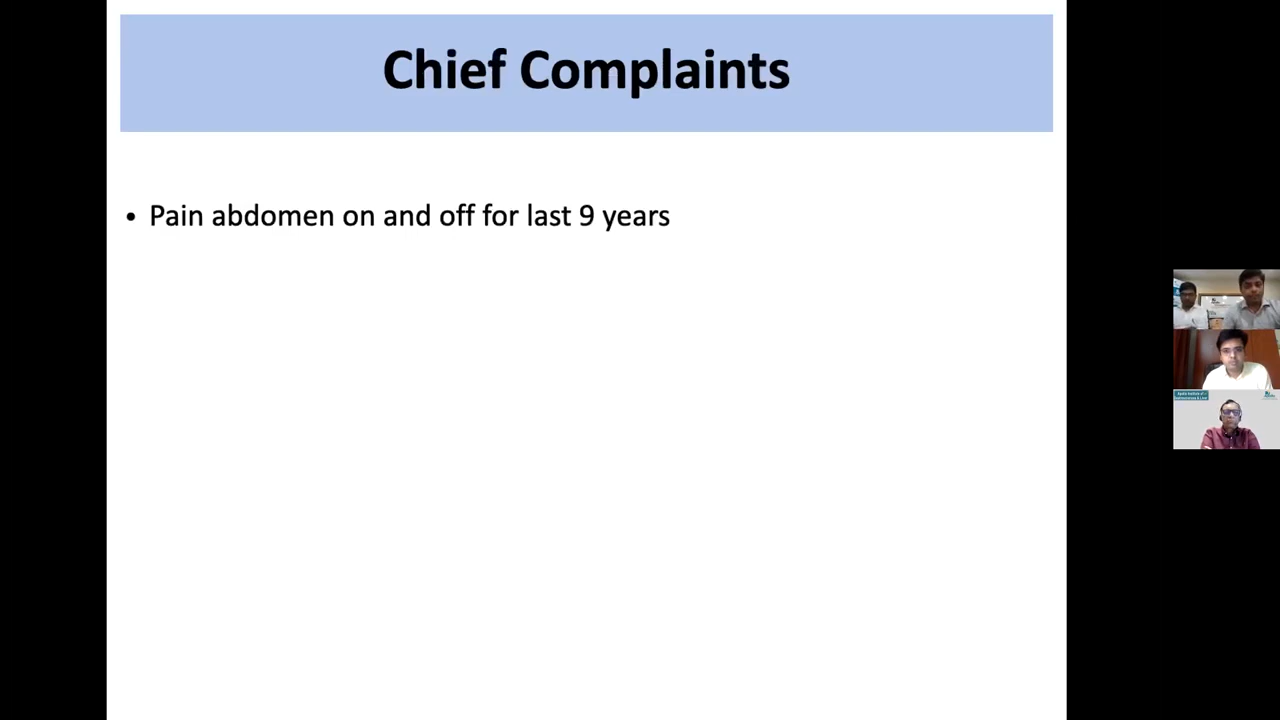 Chief Complaints
• Pain abdomen on and off for last 9 years